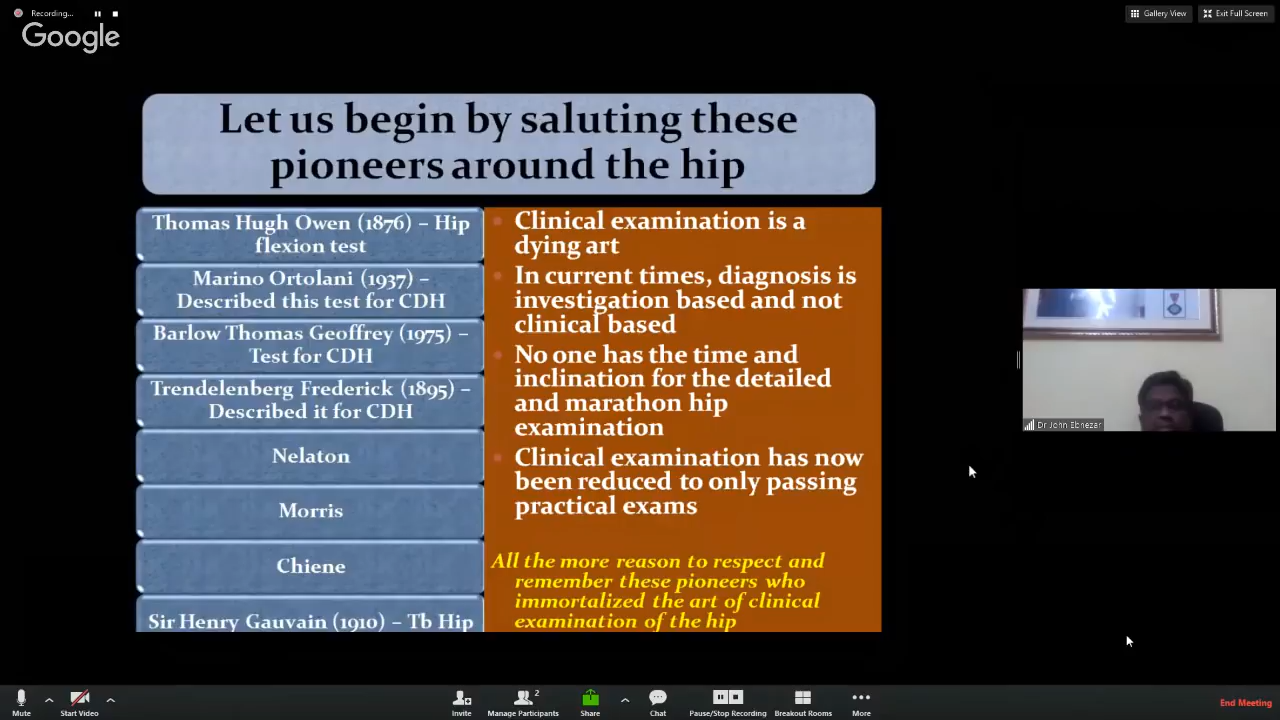 Recording...
Gallery View
Exit Full Screen
Google
Let us begin by saluting these
pioneers around the hip
Thomas Hugh Owen (1876) – Hip
flexion test
Marino Ortolani (1937) –
Described this test for CDH
Barlow Thomas Geoffrey (1975) –
Test for CDH
Trendelenberg Frederick (1895) –
Described it for CDH
Nelaton
Morris
Chiene
Sir Henry Gauvain (1910) – Tb Hip
Clinical examination is a
dying art
In current times, diagnosis is
investigation based and not
clinical based
No one has the time and
inclination for the detailed
and marathon hip
examination
Clinical examination has now
been reduced to only passing
practical exams
All the more reason to respect and
remember these pioneers who
immortalized the art of clinical
examination of the hip
Dr John Ebnezar
Mute
Start Video
Invite
2
Manage Participants
Share
Chat
Pause/Stop Recording
Breakout Rooms
More
End Meeting